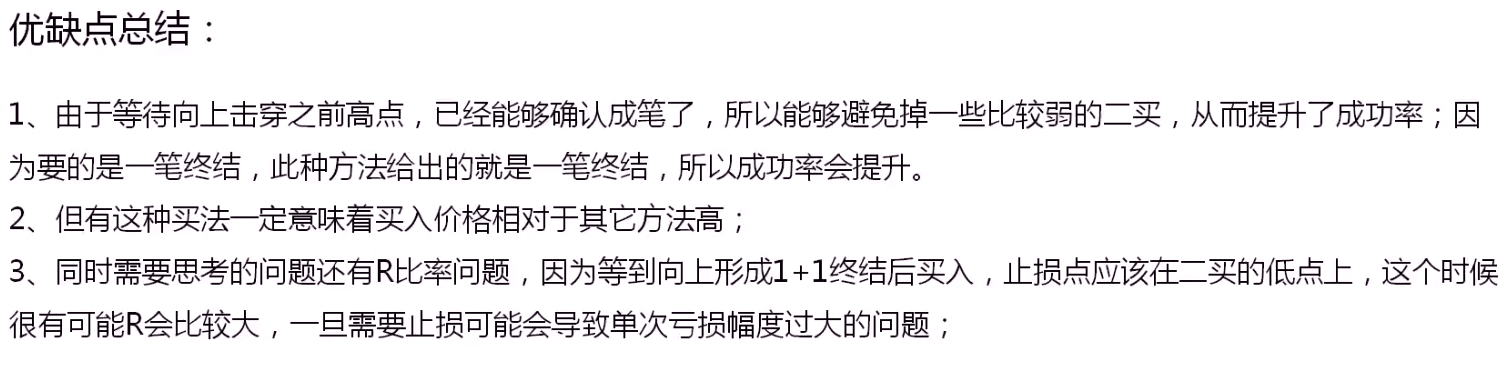 优缺点总结：
1、由于等待向上击穿之前高点，已经能够确认成笔了，所以能够避免掉一些比较弱的二买，从而提升了成功率；因
为要的是一笔终结，此种方法给出的就是一笔终结，所以成功率会提升。
2、但有这种买法一定意味着买入价格相对于其它方法高；
3、同时需要思考的问题还有R比率问题，因为等到向上形成1+1终结后买入，止损点应该在二买的低点上，这个时候
很有可能R会比较大，一旦需要止损可能会导致单次亏损幅度过大的问题；